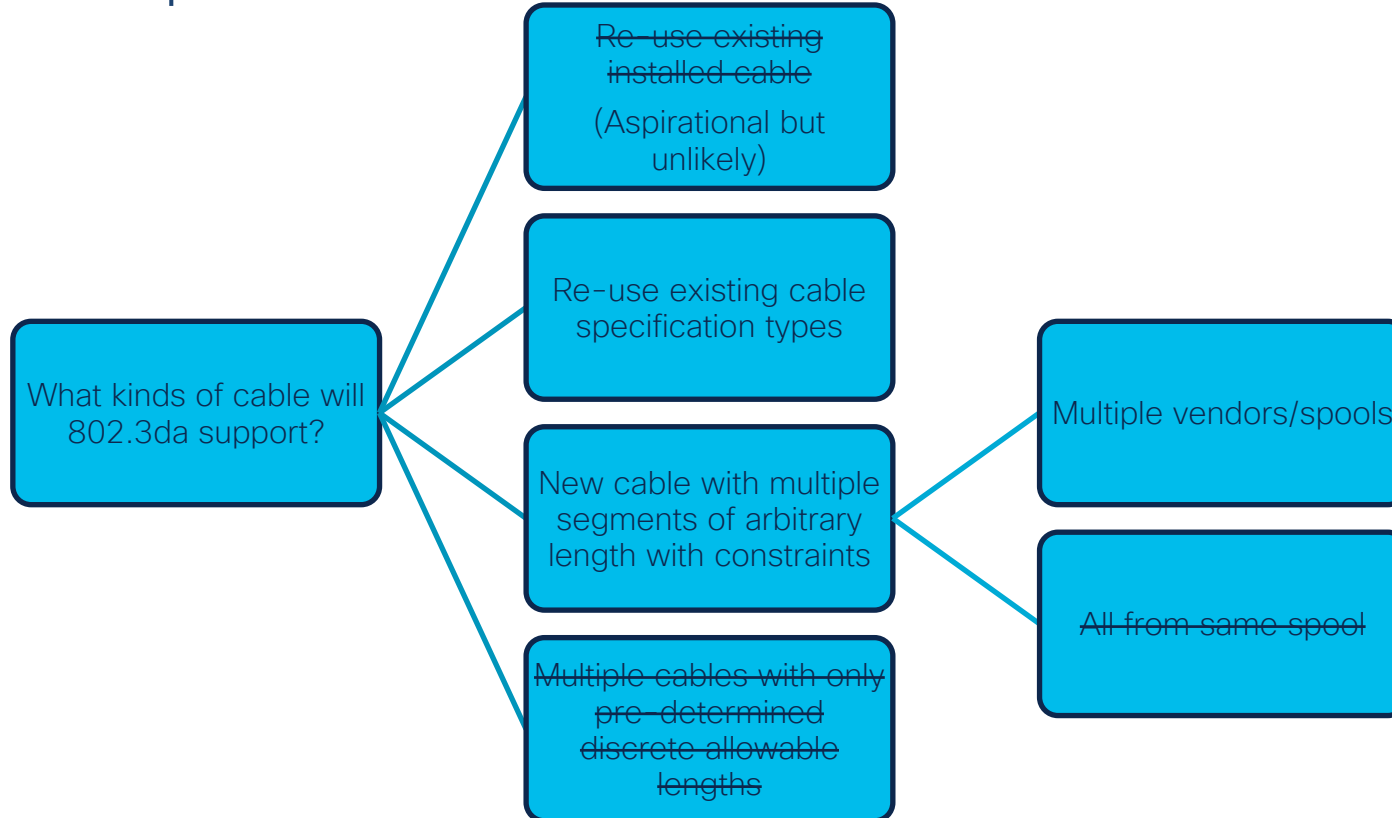 What kinds of cable will
802.3da support?
Re-use existing
installed cable
(Aspirational but
unlikely)
Re-use existing cable
specification types
New cable with multiple
segments of arbitrary
length with constraints
Multiple cables with only
pre-determined
discrete allowable
lengths
Multiple vendors/spools
All from same spool